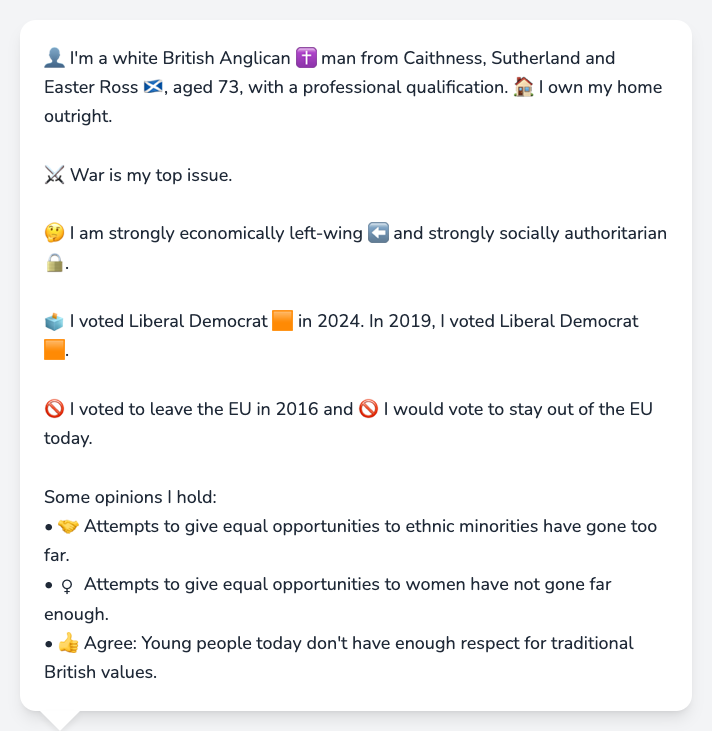 👤 I'm a white British Anglican ✝️ man from Caithness, Sutherland and
Easter Ross 🏴󠁧󠁢󠁳󠁣󠁴󠁿, aged 73, with a professional qualification. 🏠 I own my home
outright.
⚔️ War is my top issue.
🤔 I am strongly economically left-wing ⬅️ and strongly socially authoritarian
🔒.
🗳️ I voted Liberal Democrat 🟧 in 2024. In 2019, I voted Liberal Democrat
🟧.
🚫 I voted to leave the EU in 2016 and 🚫 I would vote to stay out of the EU
today.
Some opinions I hold:
• 🤝 Attempts to give equal opportunities to ethnic minorities have gone too
far.
• ♀ Attempts to give equal opportunities to women have not gone far
enough.
• 👍 Agree: Young people today don't have enough respect for traditional
British values.